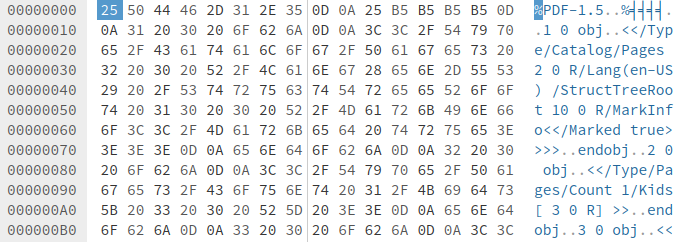 00000000 25 50 44 46 2D 31 2E 35 0D 0A 25 B5 B5 B5 B5 0D %PDF-1.5..%╡╡╡╡.
00000010 0A 31 20 30 20 6F 62 6A 0D 0A 3C 3C 2F 54 79 70 .1 0 obj..<</Typ
00000020 65 2F 43 61 74 61 6C 6F 67 2F 50 61 67 65 73 20 e/Catalog/Pages
00000030 32 20 30 20 52 2F 4C 61 6E 67 28 65 6E 2D 55 53 2 0 R/Lang(en-US
00000040 29 20 2F 53 74 72 75 63 74 54 72 65 65 52 6F 6F ) /StructTreeRoo
00000050 74 20 31 30 20 30 20 52 2F 4D 61 72 6B 49 6E 66 t 10 0 R/MarkInf
00000060 6F 3C 3C 2F 4D 61 72 6B 65 64 20 74 72 75 65 3E o<</Marked true>
00000070 3E 3E 3E 0D 0A 65 6E 64 6F 62 6A 0D 0A 32 20 30 >>>..endobj..2 0
00000080 20 6F 62 6A 0D 0A 3C 3C 2F 54 79 70 65 2F 50 61 obj..<</Type/Pa
00000090 67 65 73 2F 43 6F 75 6E 74 20 31 2F 4B 69 64 73 ges/Count 1/Kids
000000A0 5B 20 33 20 30 20 52 5D 20 3E 3E 0D 0A 65 6E 64 [ 3 0 R] >>..end
000000B0 6F 62 6A 0D 0A 33 20 30 20 6F 62 6A 0D 0A 3C 3C obj..3 0 obj..<<